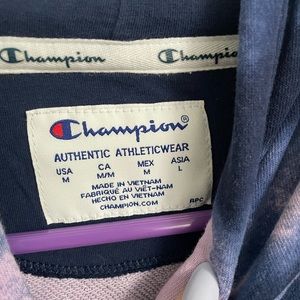 Champion
Champion
Champion®
AUTHENTIC ATHLETICWEAR
USA CA MEX ASIA
M M/M M L
MADE IN VIETNAM
FABRIQUÉ AU VIÊT-NAM
HECHO EN VIETNAM
CHAMPION.COM
RPC